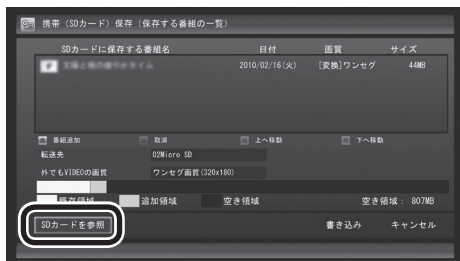 携帯（SDカード）保存（保存する番組の一覧）
SDカードに保存する番組名 日付 画質 サイズ
2010/02/16(火) [変換]ワンセグ 44MB
番組追加 取消 上へ移動 下へ移動
転送先 02Micro SD
外でもVIDEOの画質 ワンセグ画質(320x180)
既存領域 追加領域 空き領域 空き領域： 807MB
SDカードを参照 書き込み キャンセル